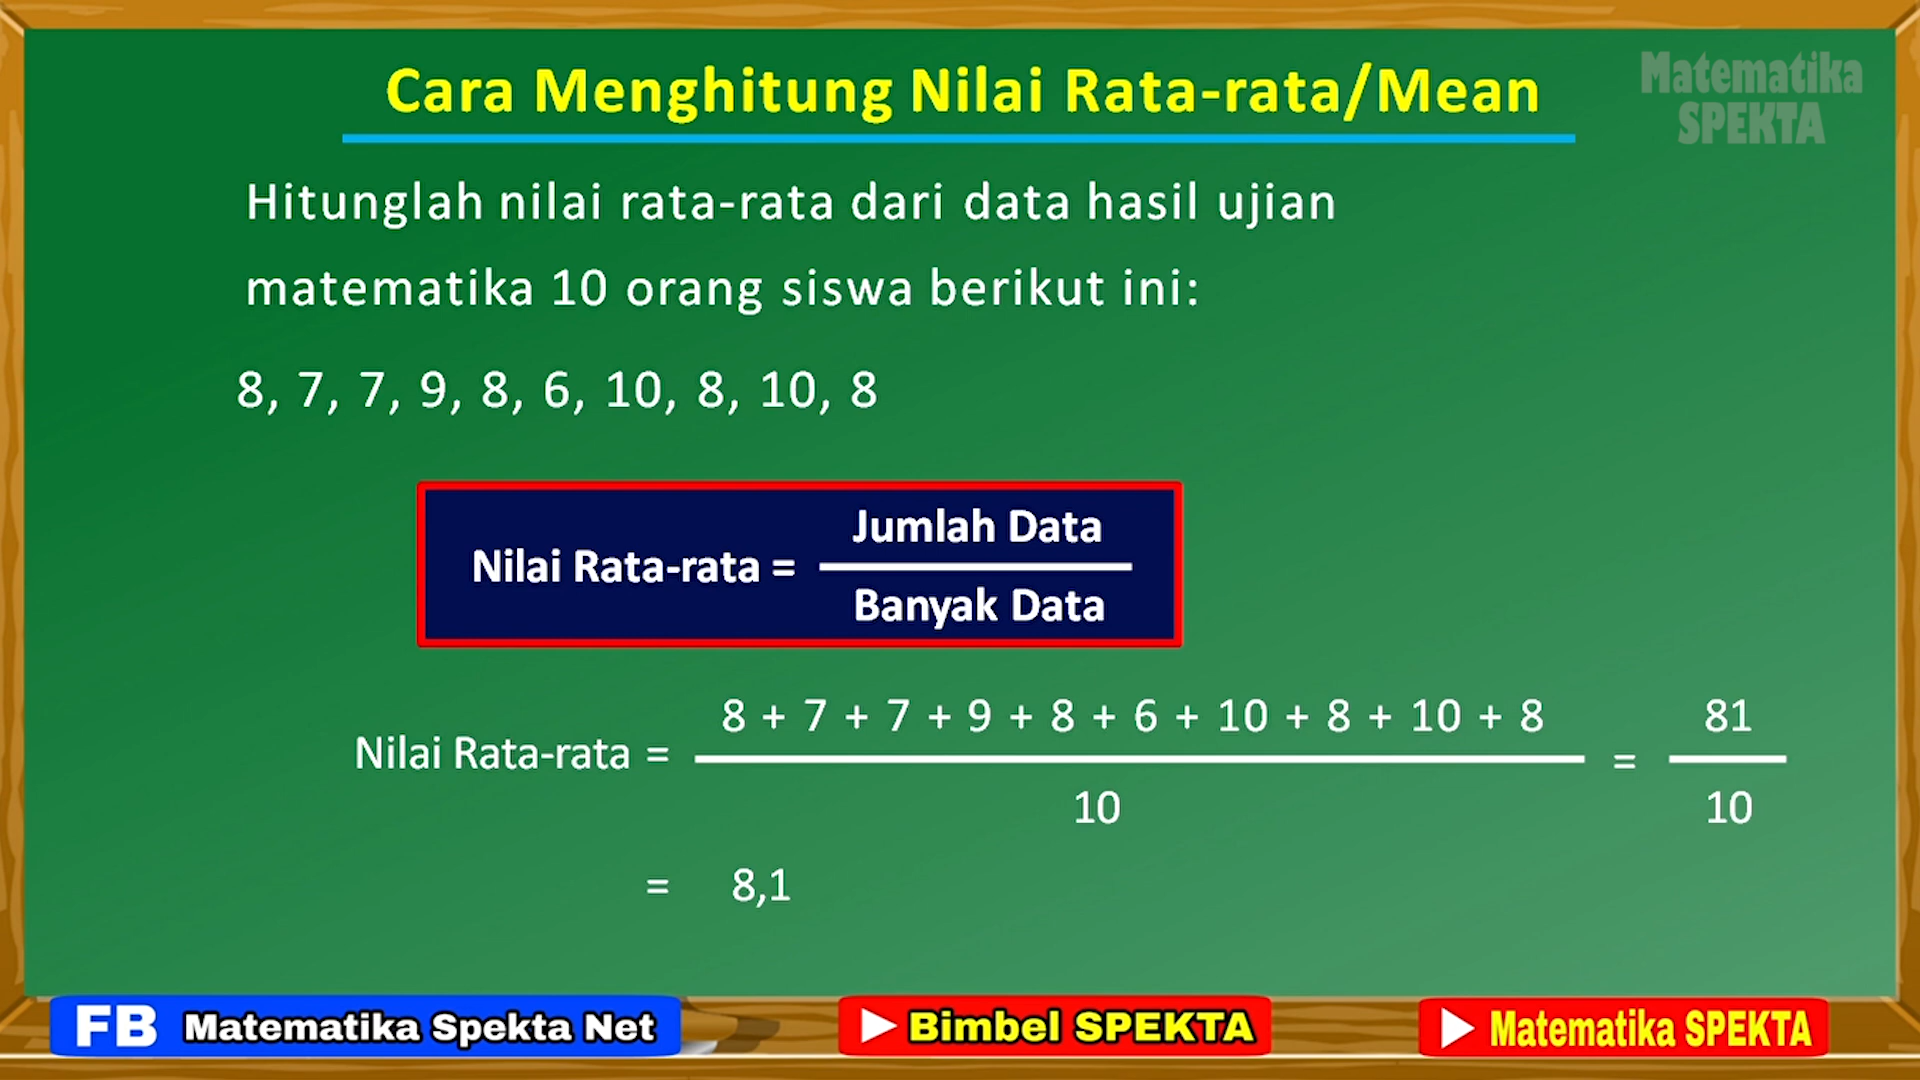 Cara Menghitung Nilai Rata-rata/Mean
Matematika
SPEKTA
Hitunglah nilai rata-rata dari data hasil ujian
matematika 10 orang siswa berikut ini:
8, 7, 7, 9, 8, 6, 10, 8, 10, 8
Jumlah Data
Nilai Rata-rata =
Banyak Data
8 + 7 + 7 + 9 + 8 + 6 + 10 + 8 + 10 + 8
81
Nilai Rata-rata =
=
10
10
= 8,1
FB Matematika Spekta Net
Bimbel SPEKTA
Matematika SPEKTA